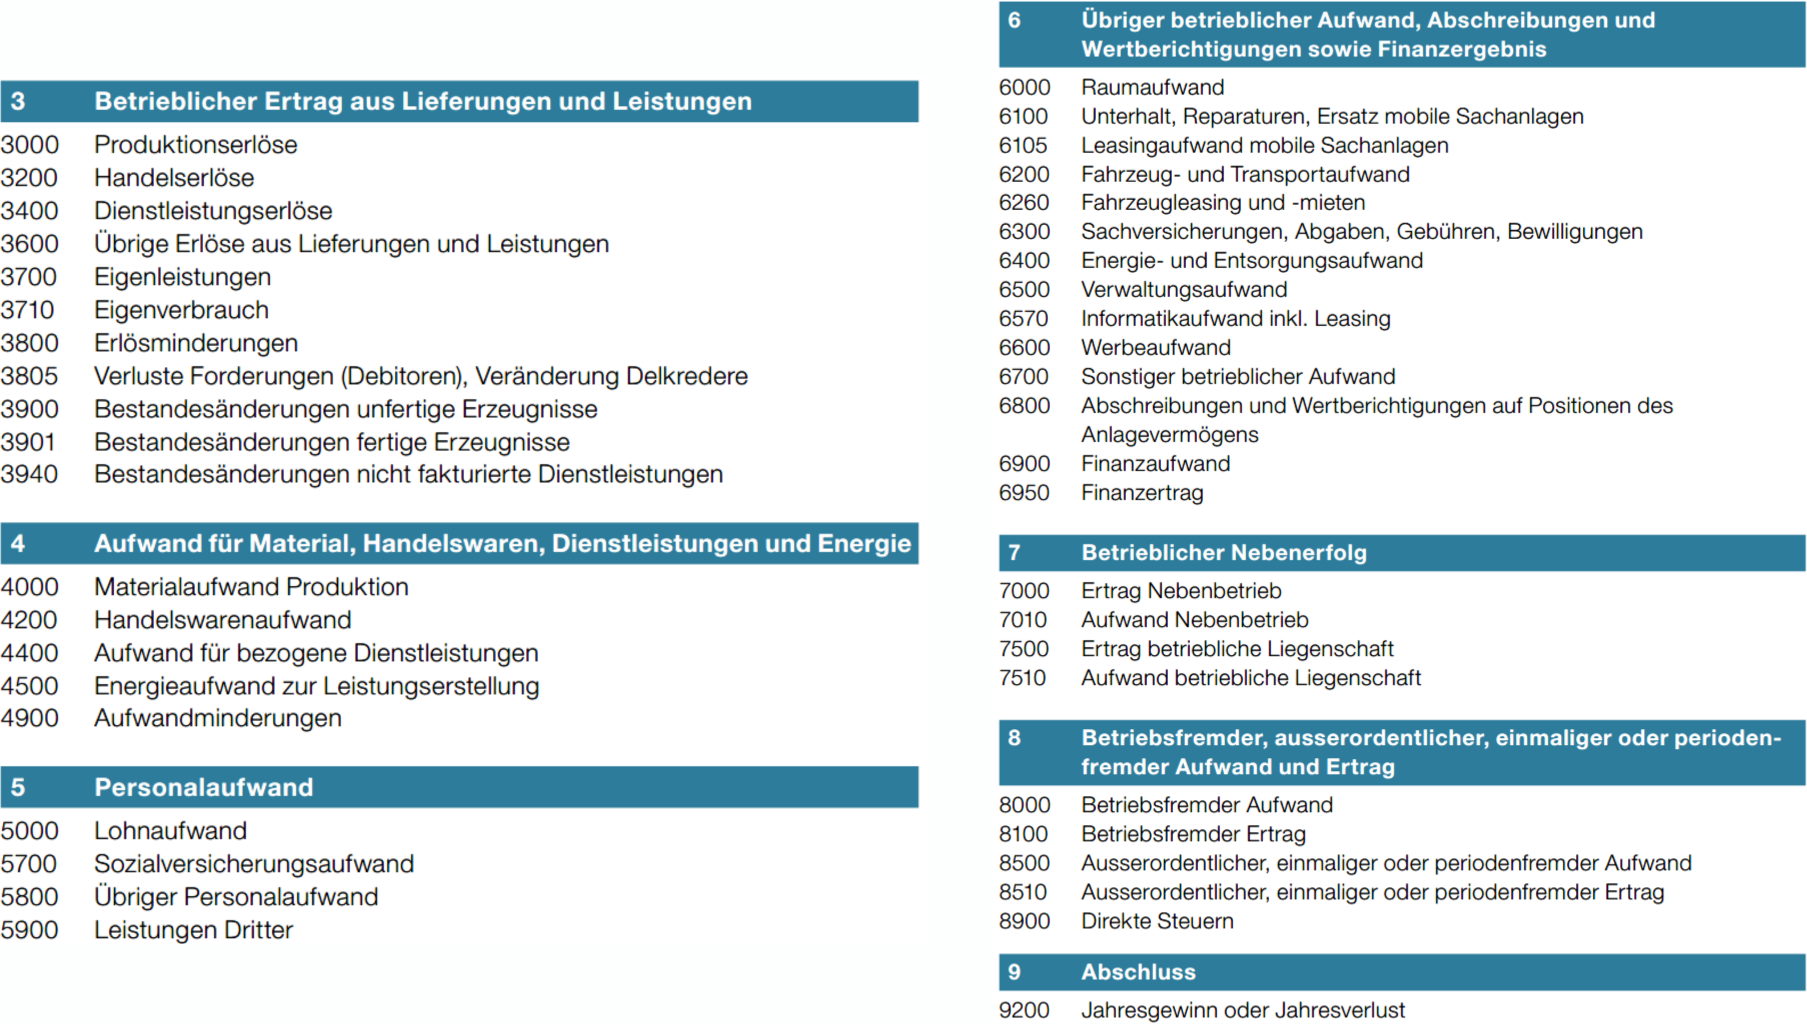 3 Betrieblicher Ertrag aus Lieferungen und Leistungen
3000 Produktionserlöse
3200 Handelserlöse
3400 Dienstleistungserlöse
3600 Übrige Erlöse aus Lieferungen und Leistungen
3700 Eigenleistungen
3710 Eigenverbrauch
3800 Erlösminderungen
3805 Verluste Forderungen (Debitoren), Veränderung Delkredere
3900 Bestandesänderungen unfertige Erzeugnisse
3901 Bestandesänderungen fertige Erzeugnisse
3940 Bestandesänderungen nicht fakturierte Dienstleistungen
4 Aufwand für Material, Handelswaren, Dienstleistungen und Energie
4000 Materialaufwand Produktion
4200 Handelswarenaufwand
4400 Aufwand für bezogene Dienstleistungen
4500 Energieaufwand zur Leistungserstellung
4900 Aufwandminderungen
5 Personalaufwand
5000 Lohnaufwand
5700 Sozialversicherungsaufwand
5800 Übriger Personalaufwand
5900 Leistungen Dritter
6 Übriger betrieblicher Aufwand, Abschreibungen und
Wertberichtigungen sowie Finanzergebnis
6000 Raumaufwand
6100 Unterhalt, Reparaturen, Ersatz mobile Sachanlagen
6105 Leasingaufwand mobile Sachanlagen
6200 Fahrzeug- und Transportaufwand
6260 Fahrzeugleasing und -mieten
6300 Sachversicherungen, Abgaben, Gebühren, Bewilligungen
6400 Energie- und Entsorgungsaufwand
6500 Verwaltungsaufwand
6570 Informatikaufwand inkl. Leasing
6600 Werbeaufwand
6700 Sonstiger betrieblicher Aufwand
6800 Abschreibungen und Wertberichtigungen auf Positionen des
Anlagevermögens
6900 Finanzaufwand
6950 Finanzertrag
7 Betrieblicher Nebenerfolg
7000 Ertrag Nebenbetrieb
7010 Aufwand Nebenbetrieb
7500 Ertrag betriebliche Liegenschaft
7510 Aufwand betriebliche Liegenschaft
8 Betriebsfremder, ausserordentlicher, einmaliger oder perioden-
fremder Aufwand und Ertrag
8000 Betriebsfremder Aufwand
8100 Betriebsfremder Ertrag
8500 Ausserordentlicher, einmaliger oder periodenfremder Aufwand
8510 Ausserordentlicher, einmaliger oder periodenfremder Ertrag
8900 Direkte Steuern
9 Abschluss
9200 Jahresgewinn oder Jahresverlust